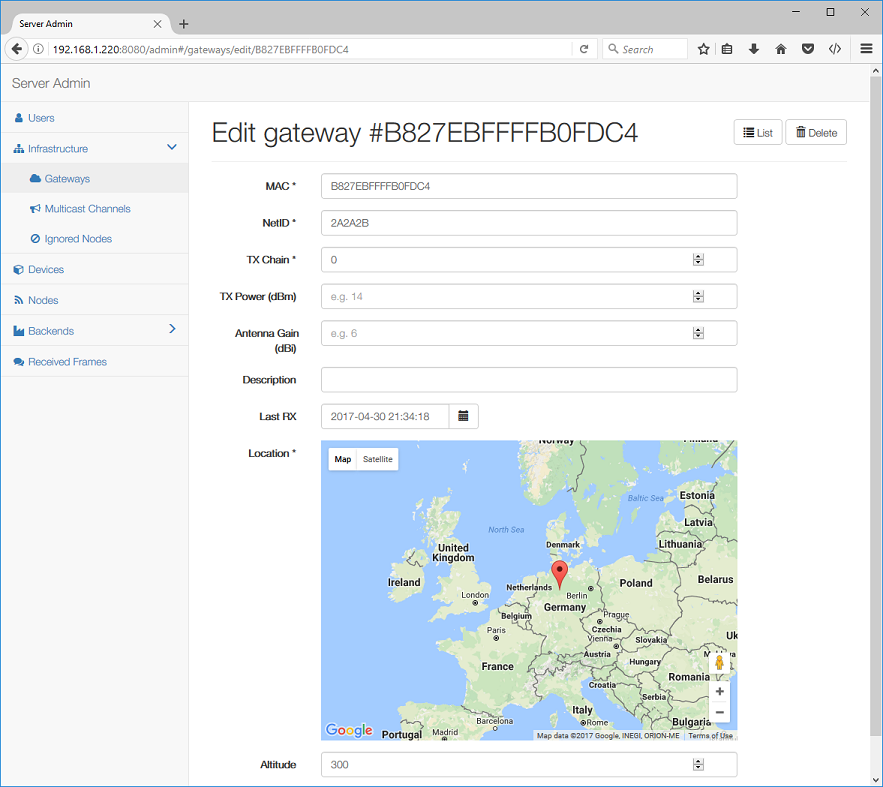 Server Admin
192.168.1.220:8080/admin#/gateways/edit/B827EBFFFFB0FDC4
Search
Server Admin
Users
Infrastructure
Gateways
Multicast Channels
Ignored Nodes
Devices
Nodes
Backends
Received Frames
Edit gateway #B827EBFFFFB0FDC4
List
Delete
MAC *
B827EBFFFFB0FDC4
NetID *
2A2A2B
TX Chain *
0
TX Power (dBm)
e.g. 14
Antenna Gain
(dBi)
e.g. 6
Description
Last RX
2017-04-30 21:34:18
Location *
Map
Satellite
Norway
Baltic Sea
Estonia
North Sea
Latvia
Denmark
Lithuania
United
Kingdom
Ireland
Netherlands
Poland
Belarus
London
Berlin
Germany
Belgium
Prague
Paris
Czechia
Vienna
Slovakia
Uk
Austria
France
Hungary
Romania
Croatia
Serbia
Italy
Bulgaria
Barcelona
Rome
Google
Portugal
Madrid
Map data ©2017 Google, INEGI, ORION-ME
Terms of Use
Altitude
300